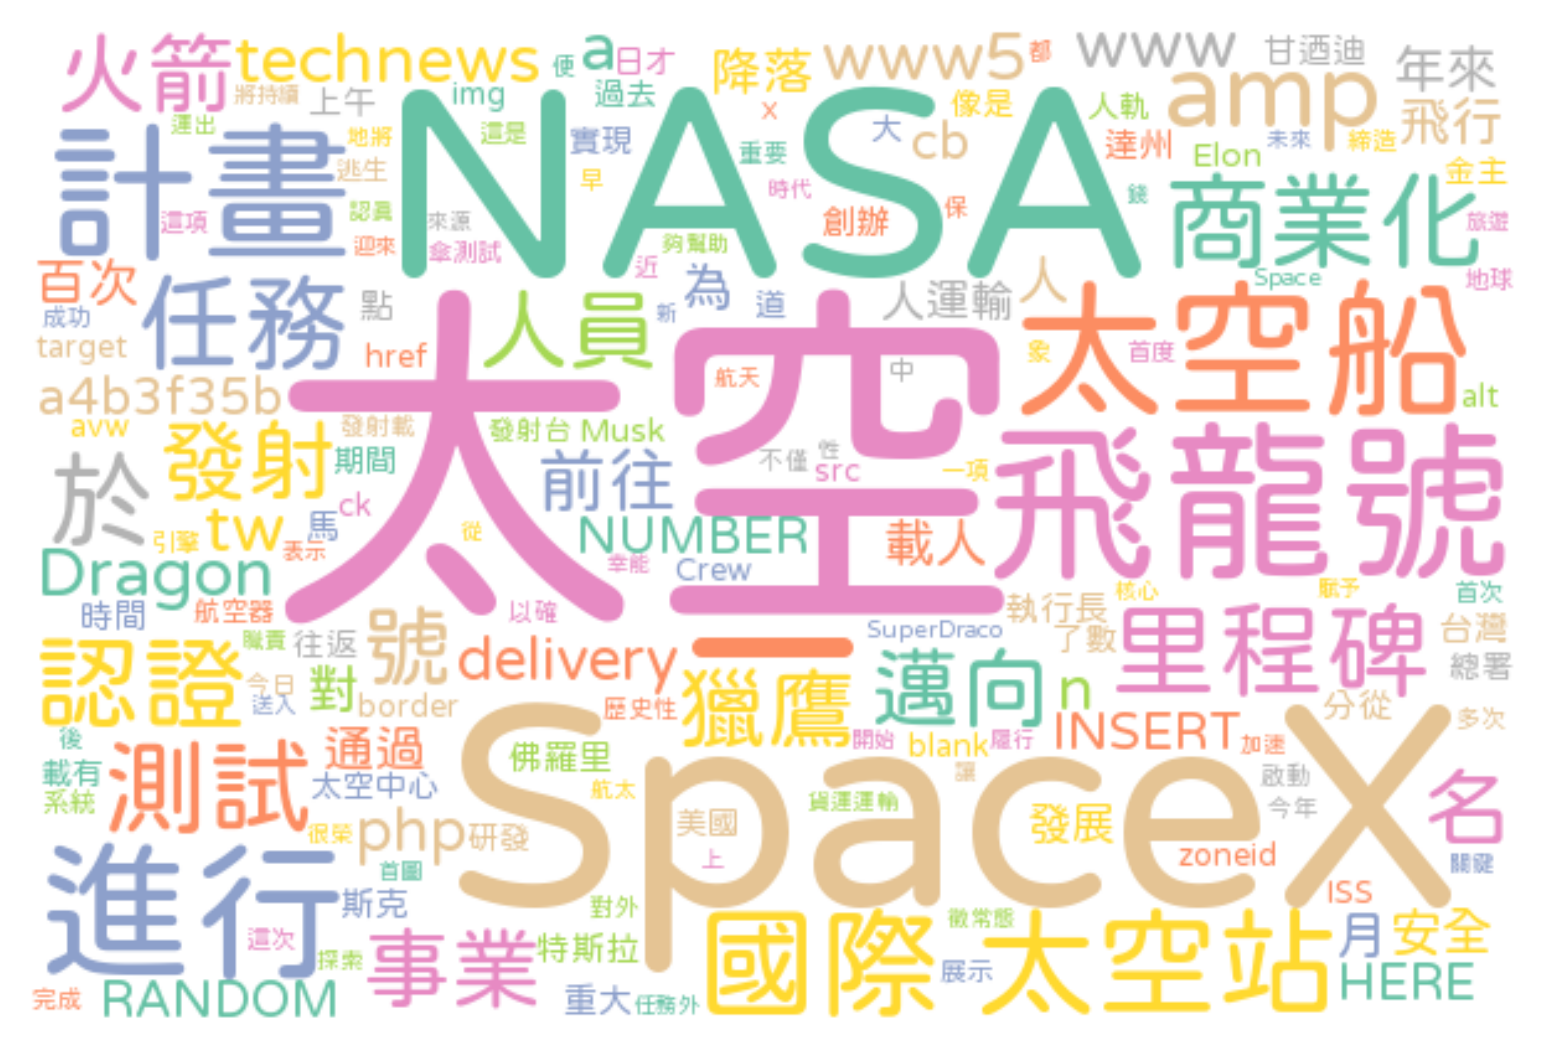 火箭 technews 便 a 日才 降落 www5 都 www 甘迺迪 年來
將持續 上午 img 過去 x 像是 人軌 amp 飛行
運出 地將 NASA 這是 實現 重要 大 cb 達州 Elon 未來 締造
計畫 逃生 早 時代 錢 商業化 金主
這項 認真 來源 創辦 保 旅遊
迎來 傘測試 夠幫助 近
百次 任務 點 人員 為 道 新 人運輸 人 Space 地球
成功 太空船
target href 太空 航天 中 象 首度
a4b3f35b alt
avw 發射 發射載 發射台 Musk 飛龍號
於 期間 前往 不僅 性 src 一項
tw ck 馬 從 NUMBER 載人
引擎 表示 幸能 Crew
Dragon 核心 賦予 首次
時間 航空器 以確 執行長 里程碑 台灣
認證 職責 往返 號 delivery 一 SuperDraco 了數 總署
今日 送人 對 border 歷史性 獵鷹 邁向 n 分從 多次
後 測試 通過 SpaceX 佛羅里 開始 blank 履行 INSERT 加速
載有 太空中心 讓 啟動 名
系統 航太 貨運運輸 今年
很榮 php 研發 美國 發展
進行 首圖 上 zoneid 關鍵
斯克 對外 ISS
這次 事業 特斯拉 國際太空站 徵常態 月 安全
探索 展示
完成 RANDOM 重大 任務外 HERE